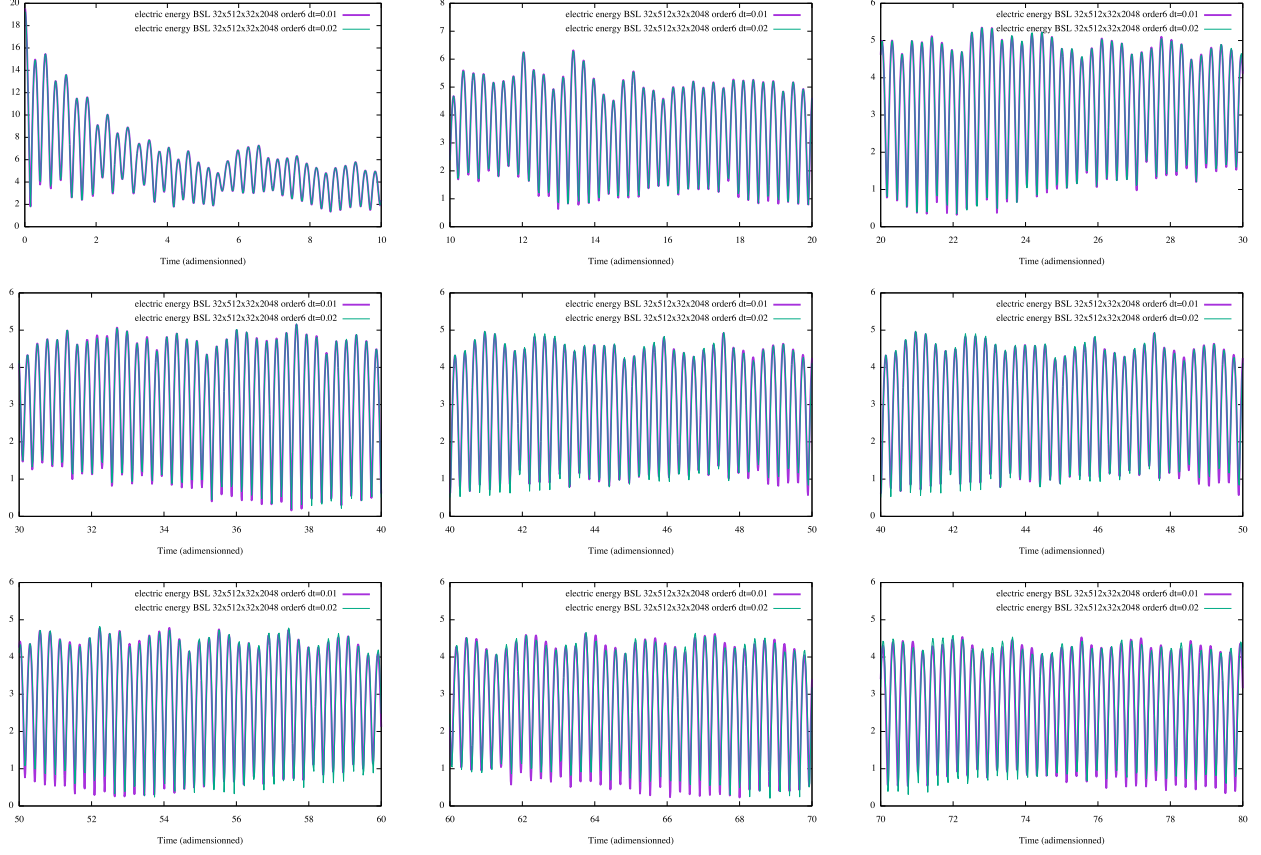 20
18
16
14
12
10
8
6
4
2
0
electric energy BSL 32x512x32x2048 order6 dt=0.01
electric energy BSL 32x512x32x2048 order6 dt=0.02
0 2 4 6 8 10
Time (adimensionned)
8
7
6
5
4
3
2
1
0
electric energy BSL 32x512x32x2048 order6 dt=0.01
electric energy BSL 32x512x32x2048 order6 dt=0.02
10 12 14 16 18 20
Time (adimensionned)
6
5
4
3
2
1
0
electric energy BSL 32x512x32x2048 order6 dt=0.01
electric energy BSL 32x512x32x2048 order6 dt=0.02
20 22 24 26 28 30
Time (adimensionned)
6
5
4
3
2
1
0
electric energy BSL 32x512x32x2048 order6 dt=0.01
electric energy BSL 32x512x32x2048 order6 dt=0.02
30 32 34 36 38 40
Time (adimensionned)
6
5
4
3
2
1
0
electric energy BSL 32x512x32x2048 order6 dt=0.01
electric energy BSL 32x512x32x2048 order6 dt=0.02
40 42 44 46 48 50
Time (adimensionned)
6
5
4
3
2
1
0
electric energy BSL 32x512x32x2048 order6 dt=0.01
electric energy BSL 32x512x32x2048 order6 dt=0.02
40 42 44 46 48 50
Time (adimensionned)
6
5
4
3
2
1
0
electric energy BSL 32x512x32x2048 order6 dt=0.01
electric energy BSL 32x512x32x2048 order6 dt=0.02
50 52 54 56 58 60
Time (adimensionned)
6
5
4
3
2
1
0
electric energy BSL 32x512x32x2048 order6 dt=0.01
electric energy BSL 32x512x32x2048 order6 dt=0.02
60 62 64 66 68 70
Time (adimensionned)
6
5
4
3
2
1
0
electric energy BSL 32x512x32x2048 order6 dt=0.01
electric energy BSL 32x512x32x2048 order6 dt=0.02
70 72 74 76 78 80
Time (adimensionned)